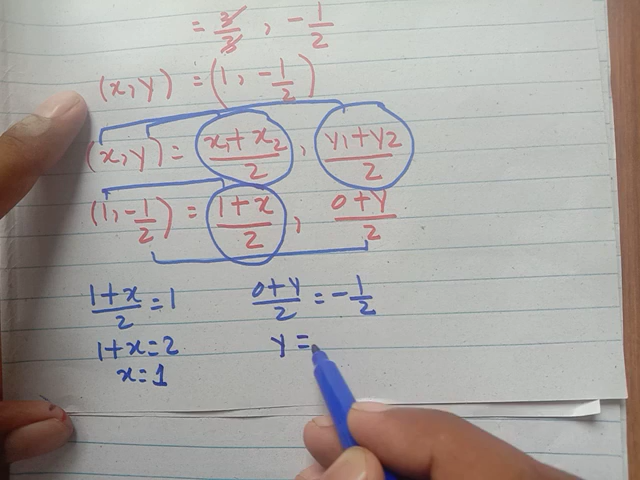 = 3/3, -1/2
(x,y) = (1, -1/2)
(x,y) = x₁+x₂/2, y₁+y₂/2
(1,-1/2) = 1+x/2, 0+y/2
1+x/2 = 1 0+y/2 = -1/2
1+x=2 y =
x=1